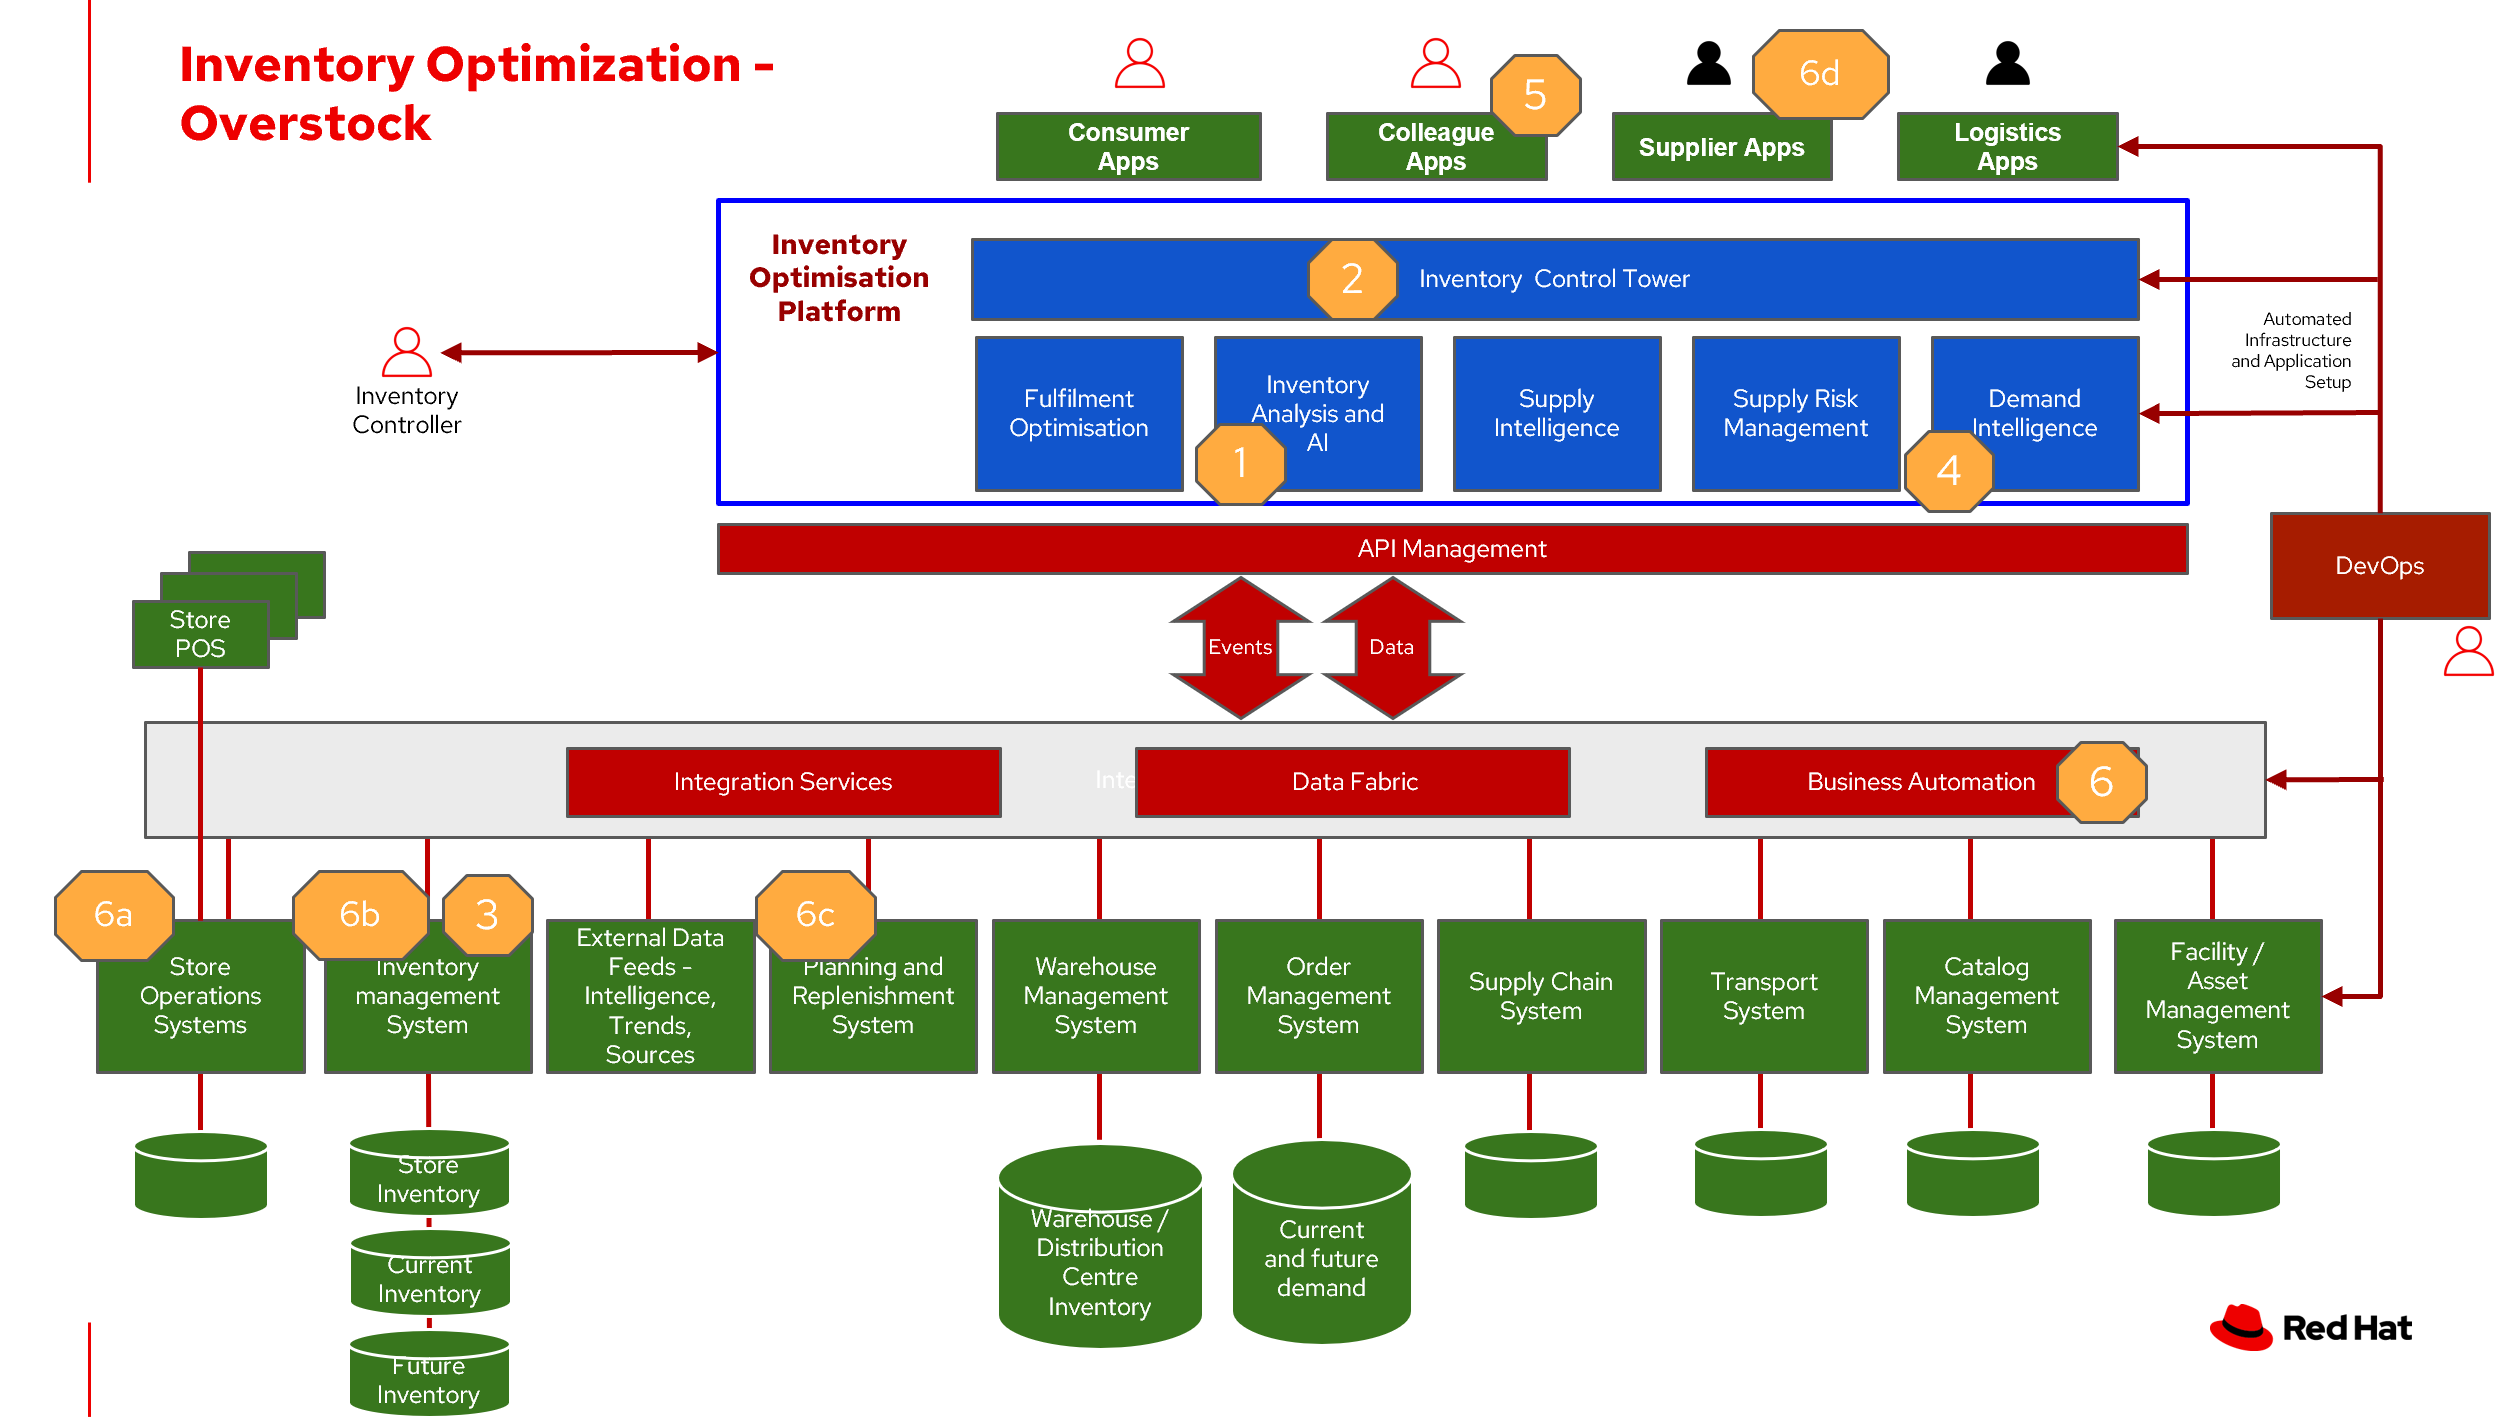 Inventory Optimization -
Overstock
5
6d
Consumer
Apps
Colleague
Apps
Supplier Apps
Logistics
Apps
Inventory
Optimisation
Platform
2
Inventory Control Tower
Automated
Infrastructure
and Application
Setup
Inventory
Controller
Fulfilment
Optimisation
Inventory
Analysis and
AI
1
Supply
Intelligence
Supply Risk
Management
Demand
Intelligence
4
API Management
DevOps
Store
POS
Events
Data
Integration Services
Inte
Data Fabric
Business Automation
6
6a
6b
3
6c
Store
Operations
Systems
Inventory
management
System
External Data
Feeds -
Intelligence,
Trends,
Sources
Planning and
Replenishment
System
Warehouse
Management
System
Order
Management
System
Supply Chain
System
Transport
System
Catalog
Management
System
Facility /
Asset
Management
System
Store
Inventory
Current
Inventory
Future
Inventory
Warehouse /
Distribution
Centre
Inventory
Current
and future
demand
Red Hat